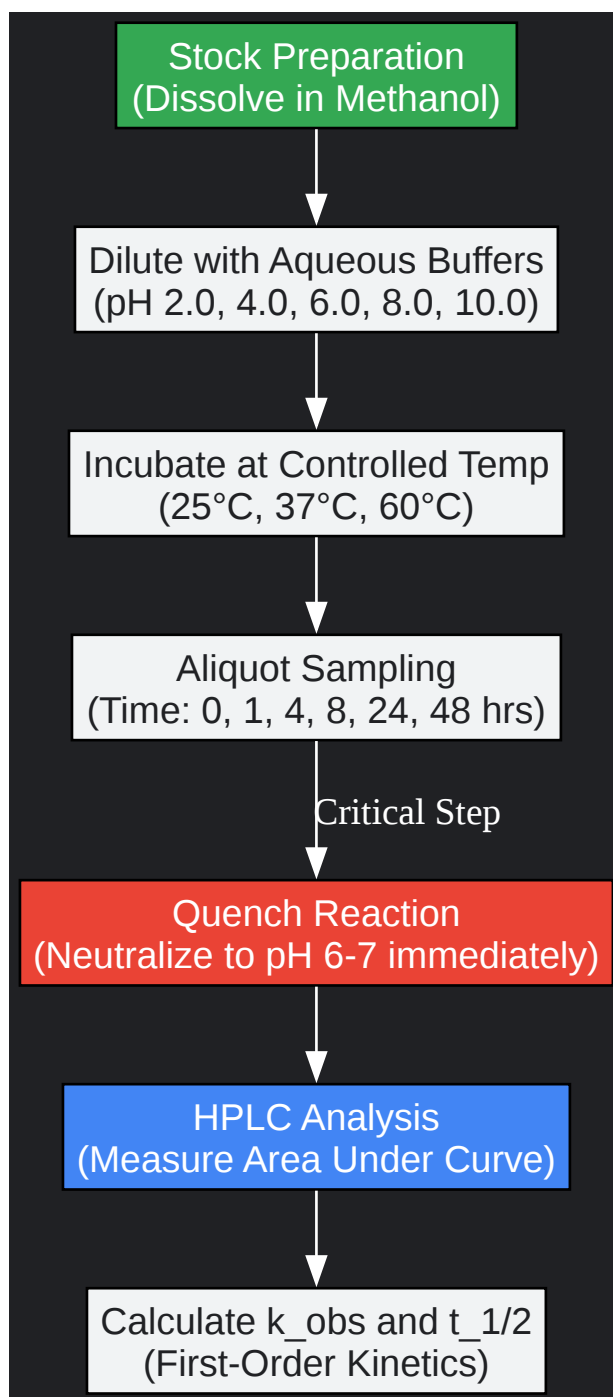 Stock Preparation
(Dissolve in Methanol)
Dilute with Aqueous Buffers
(pH 2.0, 4.0, 6.0, 8.0, 10.0)
Incubate at Controlled Temp
(25°C, 37°C, 60°C)
Aliquot Sampling
(Time: 0, 1, 4, 8, 24, 48 hrs)
Critical Step
Quench Reaction
(Neutralize to pH 6-7 immediately)
HPLC Analysis
(Measure Area Under Curve)
Calculate k_obs and t_1/2
(First-Order Kinetics)